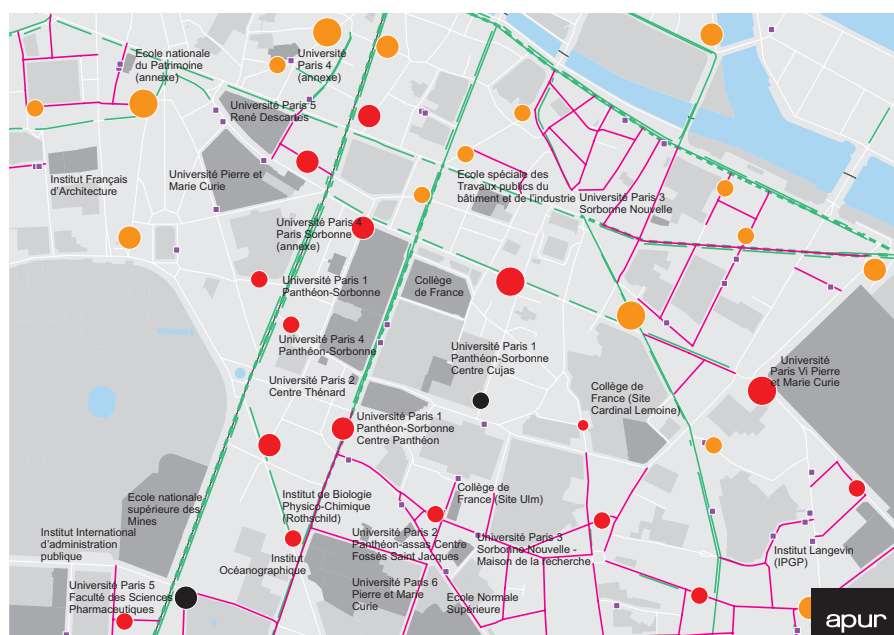 Ecole nationale
du Patrimoine
(annexe)
Université
Paris 4
(annexe)
Université Paris 5
René Descartes
Institut Français
d'Architecture
Université Pierre et
Marie Curie
Ecole spéciale des
Travaux publics du
bâtiment et de l'industrie
Université Paris 3
Sorbonne Nouvelle
Université Paris 4
Paris Sorbonne
(annexe)
Université Paris 1
Panthéon-Sorbonne
Collège
de France
Université Paris 4
Panthéon-Sorbonne
Université Paris 1
Panthéon-Sorbonne
Centre Cujas
Université
Paris Vi Pierre
et Marie Curie
Université Paris 2
Centre Thénard
Collège de
France (Site
Cardinal Lemoine)
Université Paris 1
Panthéon-Sorbonne
Centre Panthéon
Ecole nationale
supérieure des
Mines
Institut de Biologie
Physico-Chimique
(Rothschild)
Collège de
France (Site Ulm)
Institut International
d'administration
publique
Institut
Océanographique
Université Paris 2
Panthéon-assas Centre
Fossés Saint Jacques
Université Paris 3
Sorbonne Nouvelle -
Maison de la recherche
Institut Langevin
(IPGP)
Université Paris 5
Faculté des Sciences
Pharmaceutiques
Université Paris 6
Pierre et Marie
Curie
Ecole Normale
Supérieure
apur